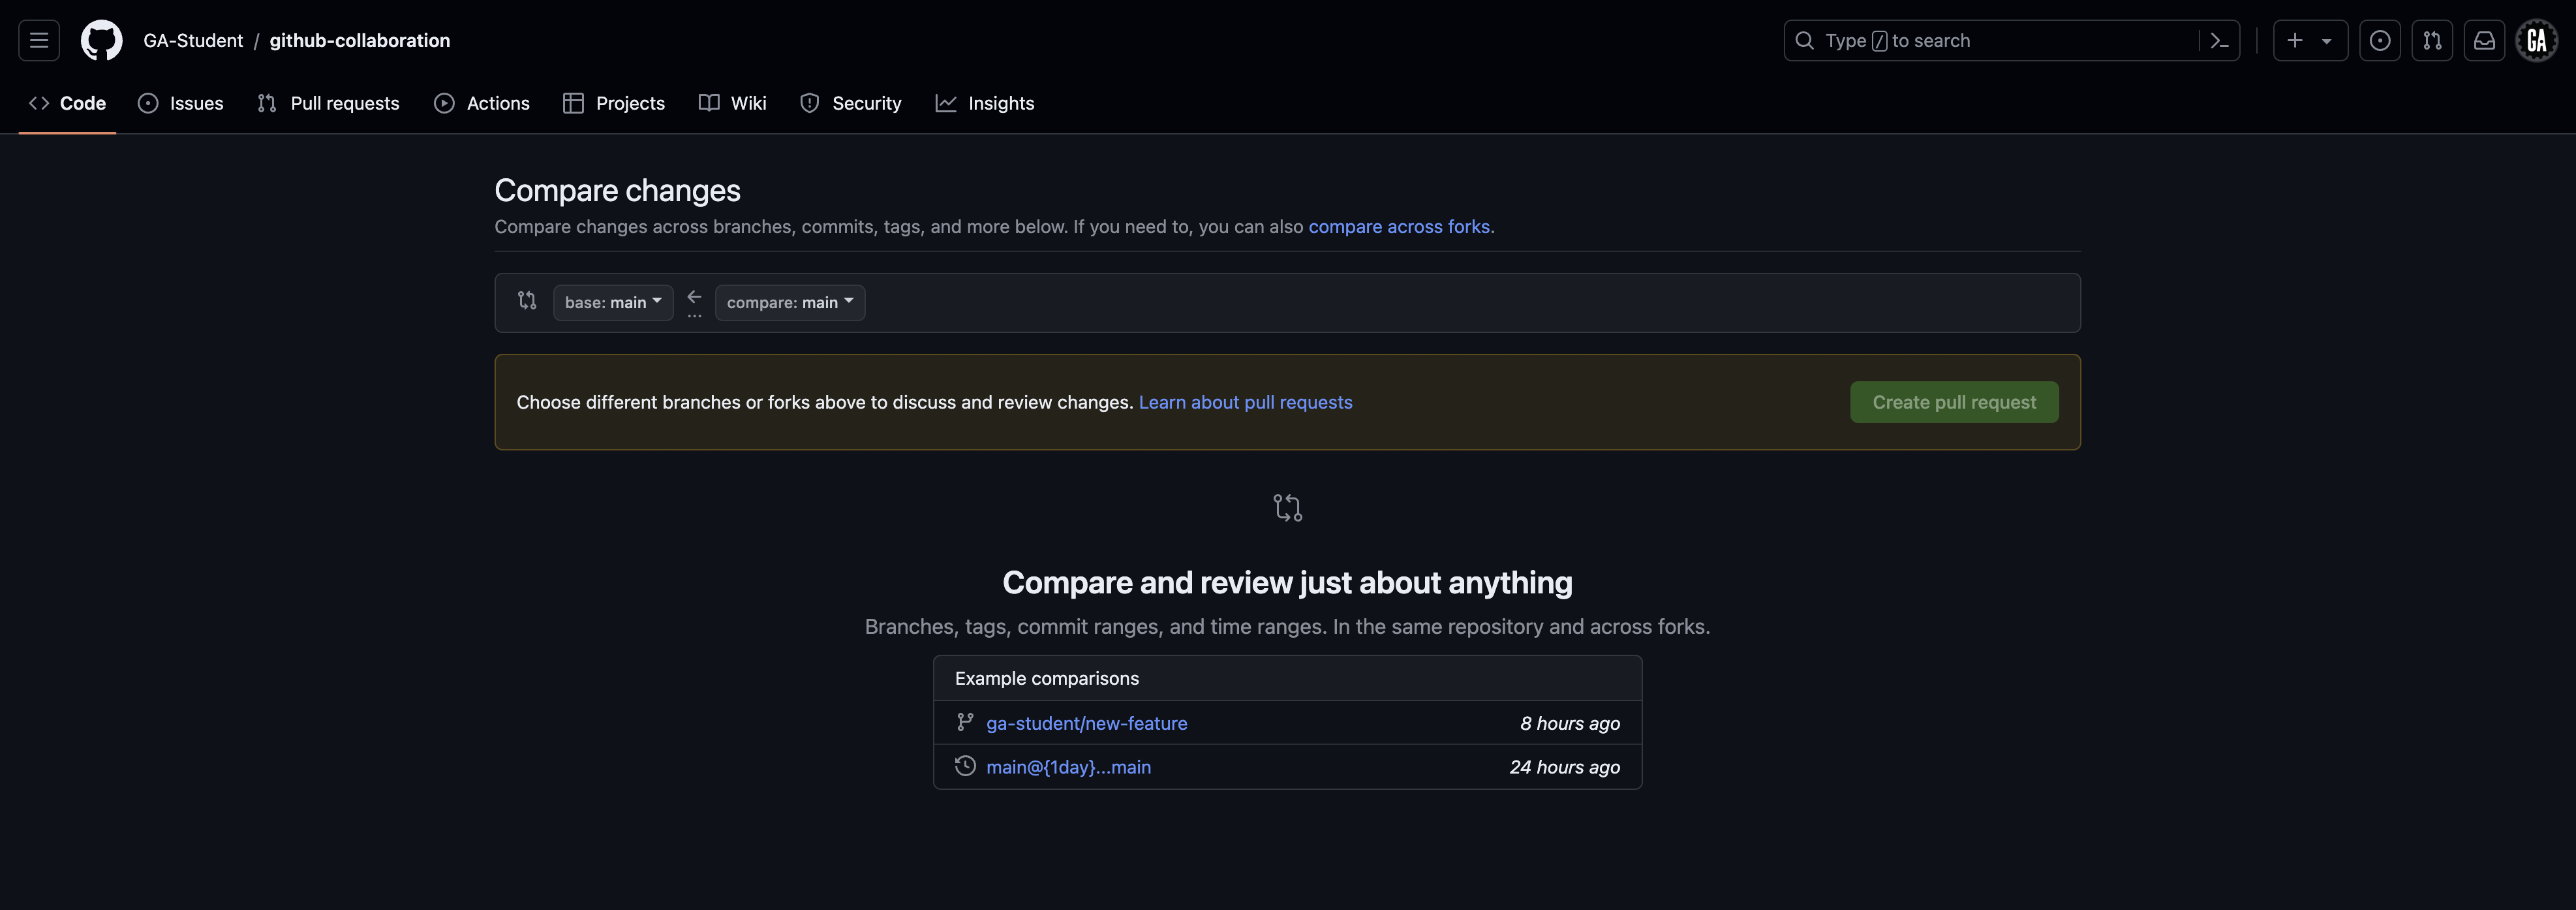 GA-Student / github-collaboration
Type / to search
GA
Code Issues Pull requests Actions Projects Wiki Security Insights
Compare changes
Compare changes across branches, commits, tags, and more below. If you need to, you can also compare across forks.
base: main ... compare: main
Choose different branches or forks above to discuss and review changes. Learn about pull requests
Create pull request
Compare and review just about anything
Branches, tags, commit ranges, and time ranges. In the same repository and across forks.
Example comparisons
ga-student/new-feature 8 hours ago
main@{1day}...main 24 hours ago